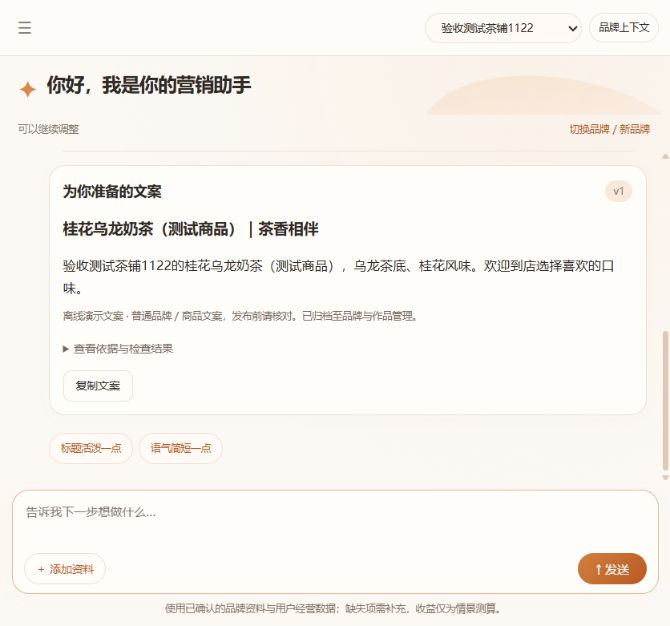 验收测试茶铺1122
品牌上下文
你好，我是你的营销助手
可以继续调整
切换品牌 / 新品牌
为你准备的文案
v1
桂花乌龙奶茶（测试商品）｜茶香相伴
验收测试茶铺1122的桂花乌龙奶茶（测试商品），乌龙茶底、桂花风味。欢迎到店选择喜欢的口
味。
离线演示文案 · 普通品牌 / 商品文案，发布前请核对。已归档至品牌与作品管理。
查看依据与检查结果
复制文案
标题活泼一点
语气简短一点
告诉我下一步想做什么...
+ 添加资料
↑ 发送
使用已确认的品牌资料与用户经营数据；缺失项需补充，收益仅为情景测算。